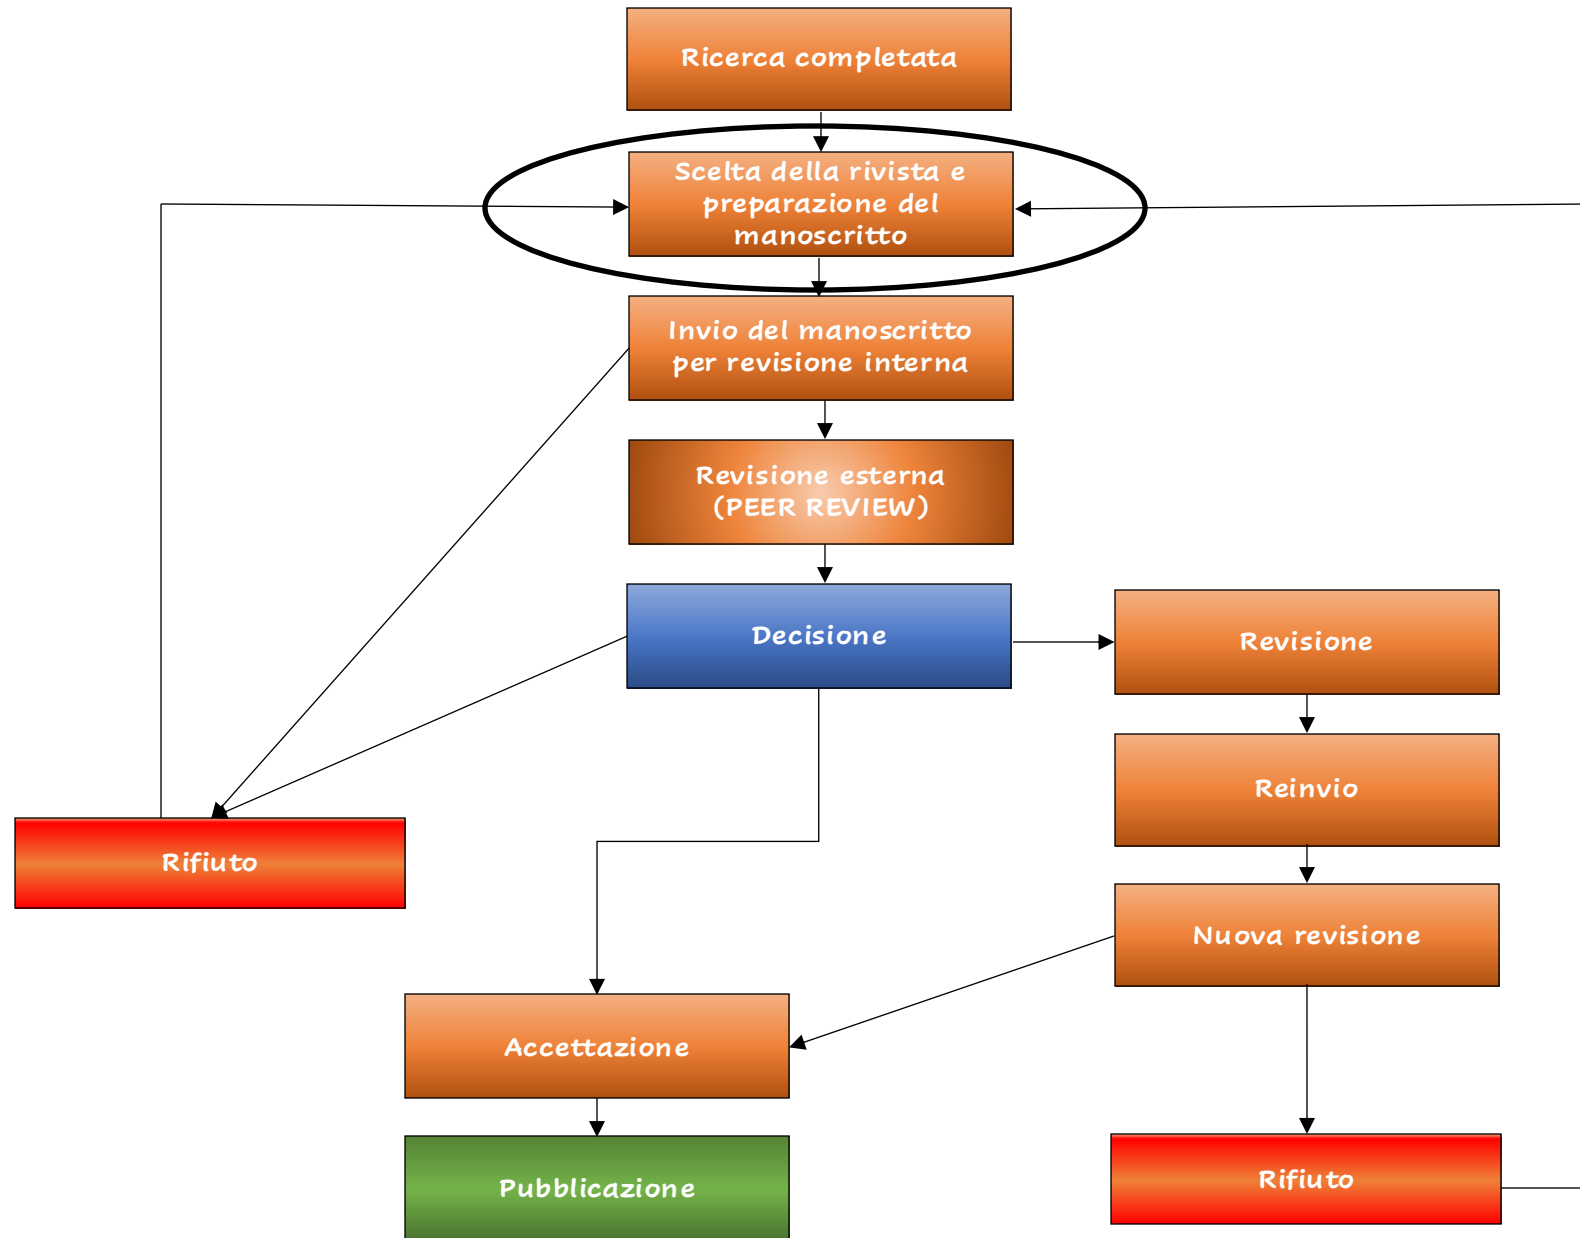 Ricerca completata
Scelta della rivista e
preparazione del
manoscritto
Invio del manoscritto
per revisione interna
Revisione esterna
(PEER REVIEW)
Decisione
Revisione
Reinvio
Rifiuto
Nuova revisione
Accettazione
Rifiuto
Pubblicazione